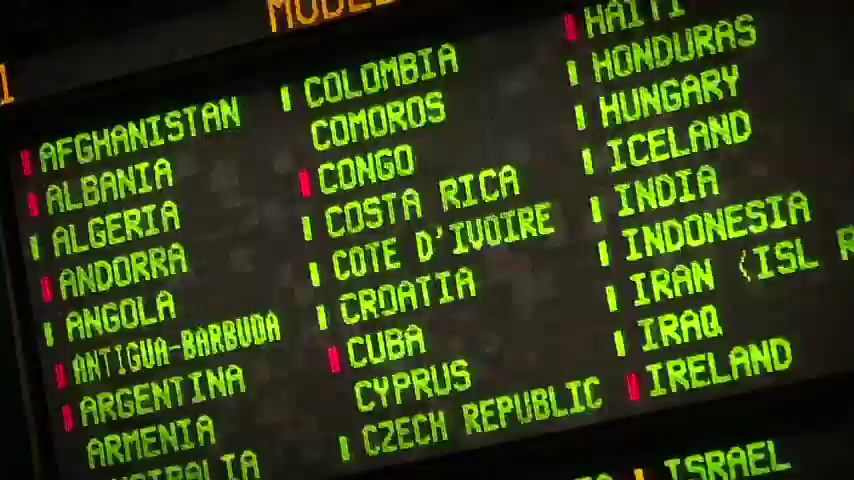 AFGHANISTAN
ALBANIA
ALGERIA
ANDORRA
ANGOLA
ANTIGUA-BARBUDA
ARGENTINA
ARMENIA
COLOMBIA
COMOROS
CONGO
COSTA RICA
COTE D'IVOIRE
CROATIA
CUBA
CYPRUS
CZECH REPUBLIC
HAITI
HONDURAS
HUNGARY
ICELAND
INDIA
INDONESIA
IRAN (ISL R
IRAQ
IRELAND
ISRAEL